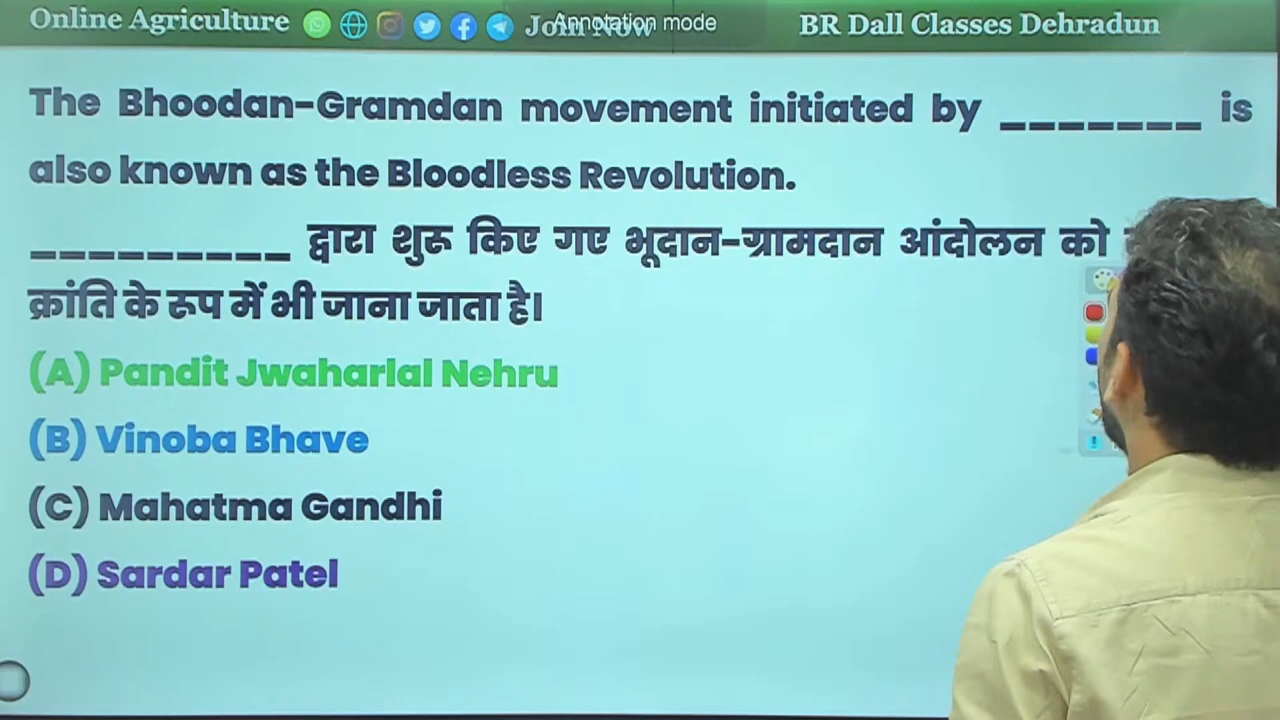 Online Agriculture Join Now Annotation mode BR Dall Classes Dehradun
The Bhoodan-Gramdan movement initiated by _______ is
also known as the Bloodless Revolution.
_________ द्वारा शुरू किए गए भूदान-ग्रामदान आंदोलन को
क्रांति के रूप में भी जाना जाता है।
(A) Pandit Jwaharlal Nehru
(B) Vinoba Bhave
(C) Mahatma Gandhi
(D) Sardar Patel